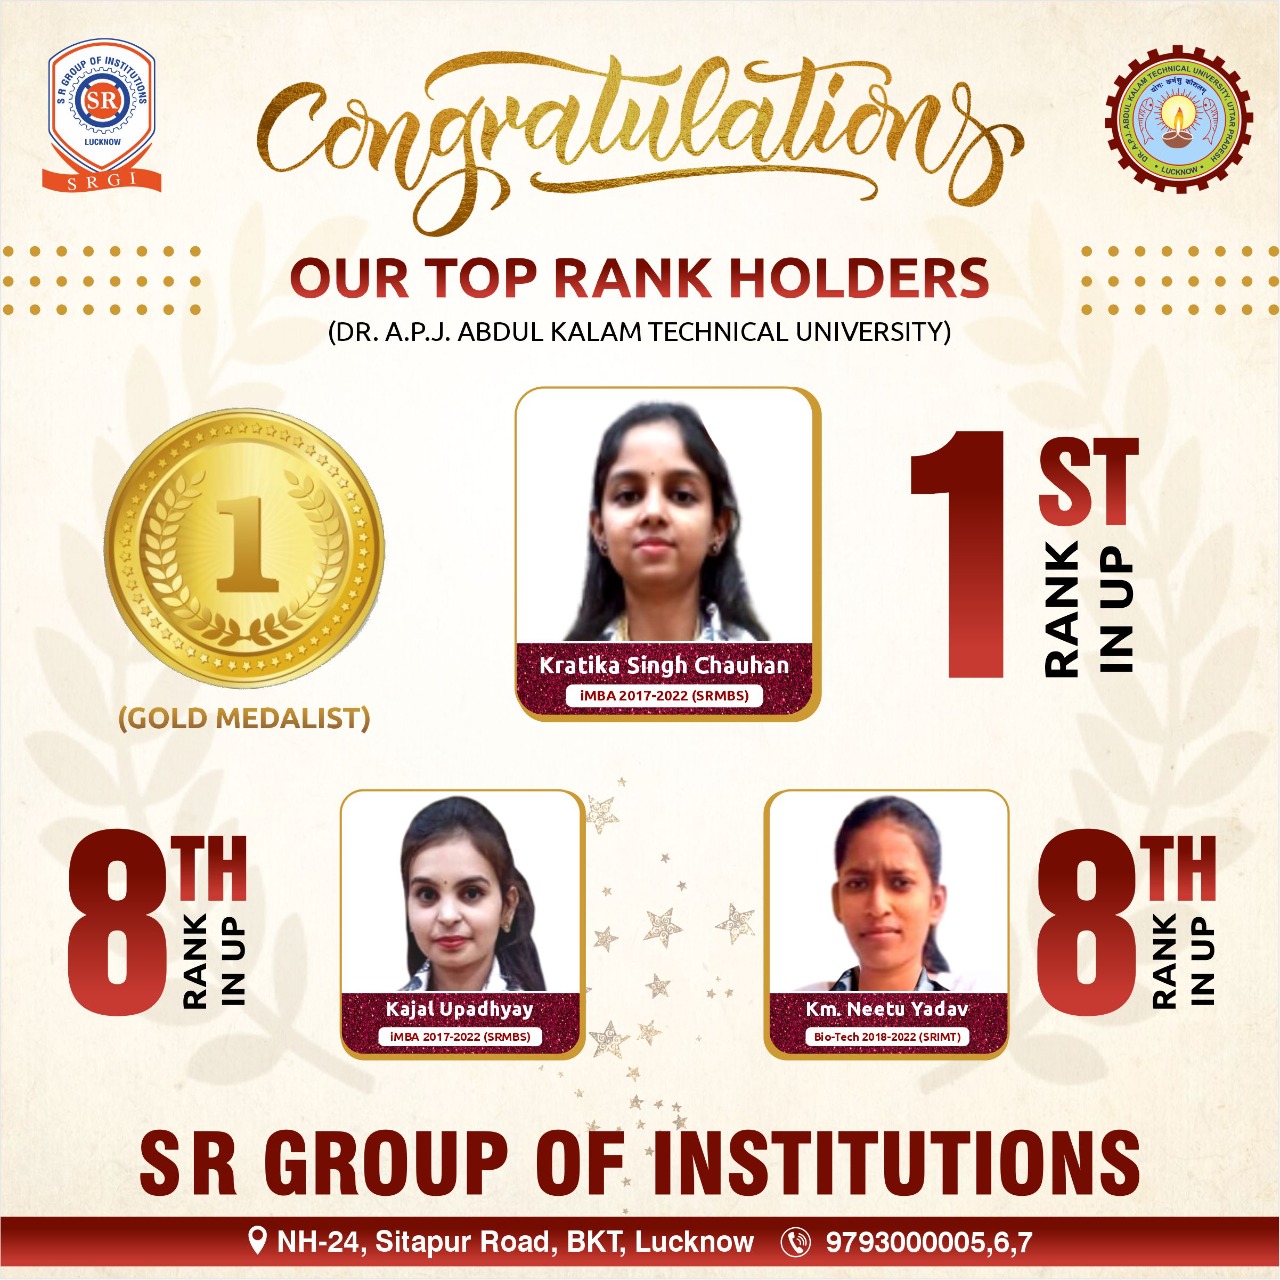 S R GROUP OF INSTITUTIONS
SR
LUCKNOW
SRGI
Congratulations
DR. A.P.J. ABDUL KALAM TECHNICAL UNIVERSITY UTTAR PRADESH
योगः कर्मसु कौशलम्
LUCKNOW
OUR TOP RANK HOLDERS
(DR. A.P.J. ABDUL KALAM TECHNICAL UNIVERSITY)
1
(GOLD MEDALIST)
Kratika Singh Chauhan
iMBA 2017-2022 (SRMBS)
1ST
RANK
IN UP
8TH
RANK
IN UP
Kajal Upadhyay
iMBA 2017-2022 (SRMBS)
Km. Neetu Yadav
Bio-Tech 2018-2022 (SRIMT)
8TH
RANK
IN UP
SR GROUP OF INSTITUTIONS
NH-24, Sitapur Road, BKT, Lucknow 9793000005,6,7